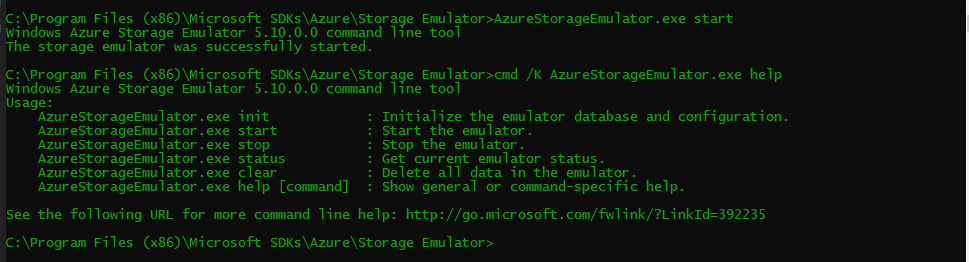 C:\Program Files (x86)\Microsoft SDKs\Azure\Storage Emulator>AzureStorageEmulator.exe start
Windows Azure Storage Emulator 5.10.0.0 command line tool
The storage emulator was successfully started.
C:\Program Files (x86)\Microsoft SDKs\Azure\Storage Emulator>cmd /K AzureStorageEmulator.exe help
Windows Azure Storage Emulator 5.10.0.0 command line tool
Usage:
    AzureStorageEmulator.exe init            : Initialize the emulator database and configuration.
    AzureStorageEmulator.exe start           : Start the emulator.
    AzureStorageEmulator.exe stop            : Stop the emulator.
    AzureStorageEmulator.exe status          : Get current emulator status.
    AzureStorageEmulator.exe clear           : Delete all data in the emulator.
    AzureStorageEmulator.exe help [command]  : Show general or command-specific help.
See the following URL for more command line help: http://go.microsoft.com/fwlink/?LinkId=392235
C:\Program Files (x86)\Microsoft SDKs\Azure\Storage Emulator>